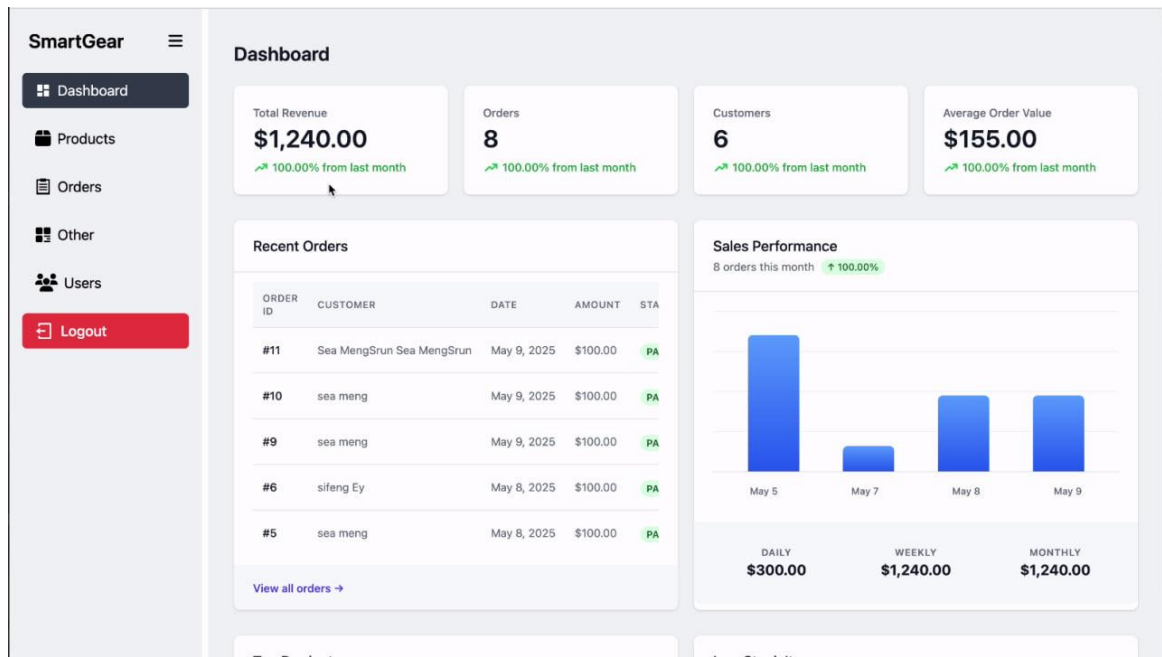 SmartGear
Dashboard
Products
Orders
Other
Users
Logout
Dashboard
Total Revenue
$1,240.00
100.00% from last month
Orders
8
100.00% from last month
Customers
6
100.00% from last month
Average Order Value
$155.00
100.00% from last month
Recent Orders
ORDER ID CUSTOMER DATE AMOUNT STA
#11 Sea MengSrun Sea MengSrun May 9, 2025 $100.00 PA
#10 sea meng May 9, 2025 $100.00 PA
#9 sea meng May 9, 2025 $100.00 PA
#6 sifeng Ey May 8, 2025 $100.00 PA
#5 sea meng May 8, 2025 $100.00 PA
View all orders →
Sales Performance
8 orders this month ↑ 100.00%
May 5 May 7 May 8 May 9
DAILY WEEKLY MONTHLY
$300.00 $1,240.00 $1,240.00